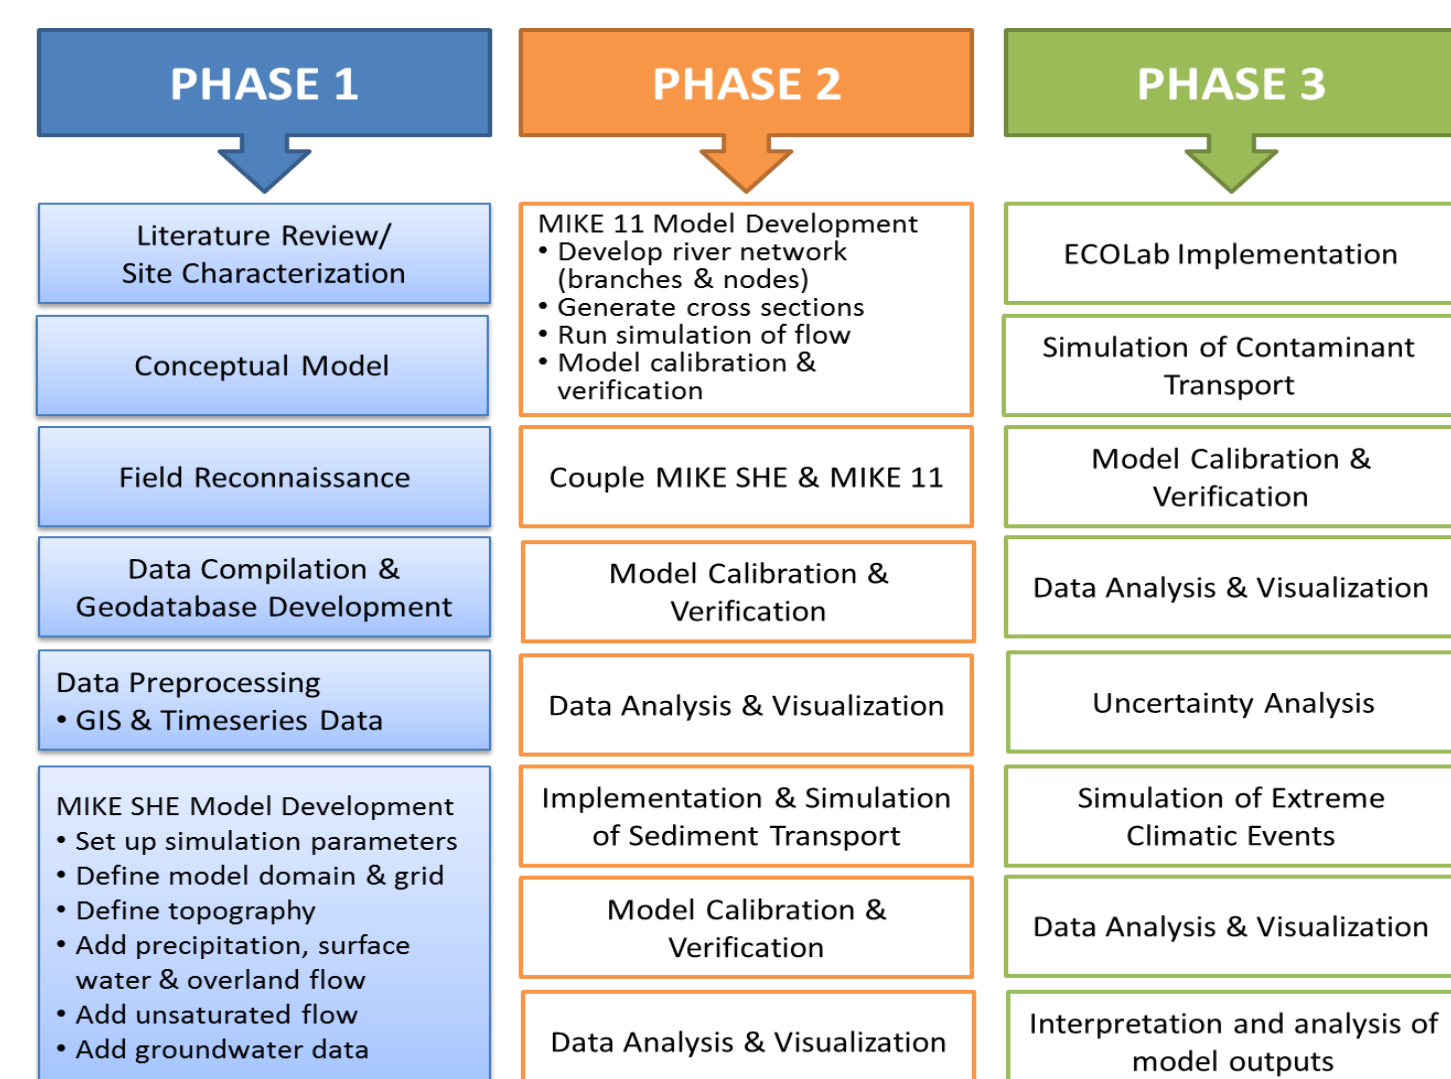 PHASE 1
Literature Review/
Site Characterization
Conceptual Model
Field Reconnaissance
Data Compilation &
Geodatabase Development
Data Preprocessing
• GIS & Timeseries Data
MIKE SHE Model Development
• Set up simulation parameters
• Define model domain & grid
• Define topography
• Add precipitation, surface
water & overland flow
• Add unsaturated flow
• Add groundwater data
PHASE 2
MIKE 11 Model Development
• Develop river network
(branches & nodes)
• Generate cross sections
• Run simulation of flow
• Model calibration &
verification
Couple MIKE SHE & MIKE 11
Model Calibration &
Verification
Data Analysis & Visualization
Implementation & Simulation
of Sediment Transport
Model Calibration &
Verification
Data Analysis & Visualization
PHASE 3
ECOLab Implementation
Simulation of Contaminant
Transport
Model Calibration &
Verification
Data Analysis & Visualization
Uncertainty Analysis
Simulation of Extreme
Climatic Events
Data Analysis & Visualization
Interpretation and analysis of
model outputs